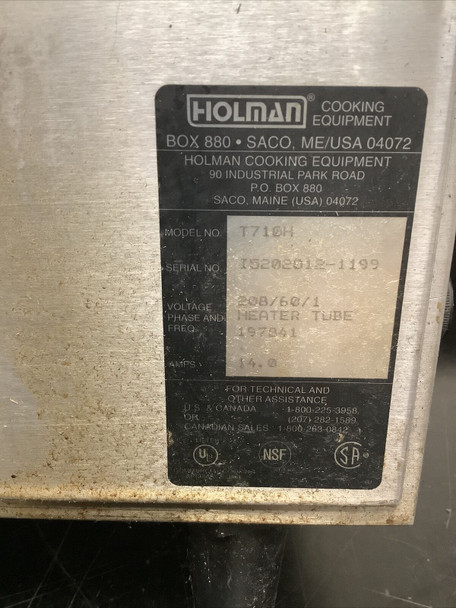 HOLMAN® COOKING EQUIPMENT
BOX 880 • SACO, ME/USA 04072
HOLMAN COOKING EQUIPMENT
90 INDUSTRIAL PARK ROAD
P.O. BOX 880
SACO, MAINE (USA) 04072
MODEL NO. T710H
SERIAL NO. I5202012-1199
VOLTAGE PHASE AND FREQ. 208/60/1
HEATER TUBE
197341
AMPS 14.0
FOR TECHNICAL AND
OTHER ASSISTANCE
U.S. & CANADA 1-800-225-3958
OR (207) 282-1589
CANADIAN SALES 1-800-263-0842
UL NSF SA